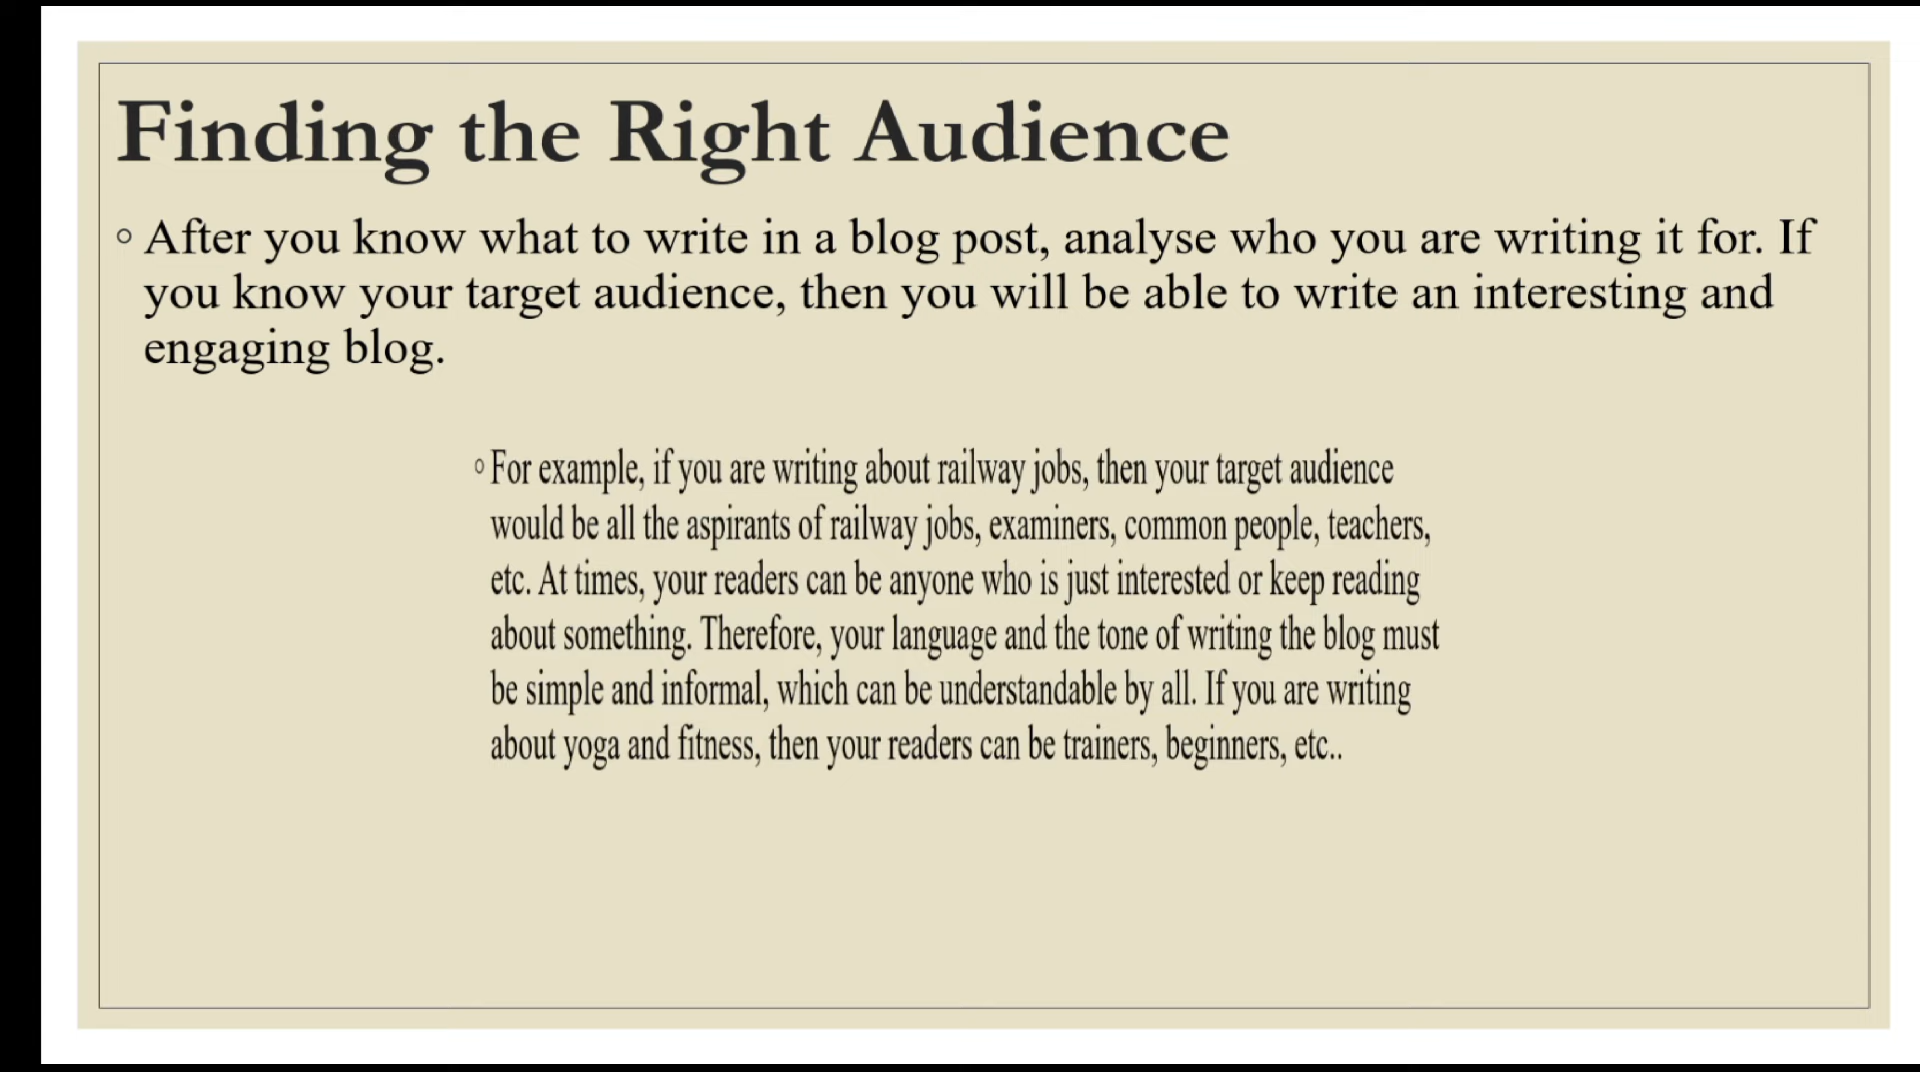 Finding the Right Audience
◦ After you know what to write in a blog post, analyse who you are writing it for. If
you know your target audience, then you will be able to write an interesting and
engaging blog.
◦ For example, if you are writing about railway jobs, then your target audience
would be all the aspirants of railway jobs, examiners, common people, teachers,
etc. At times, your readers can be anyone who is just interested or keep reading
about something. Therefore, your language and the tone of writing the blog must
be simple and informal, which can be understandable by all. If you are writing
about yoga and fitness, then your readers can be trainers, beginners, etc..